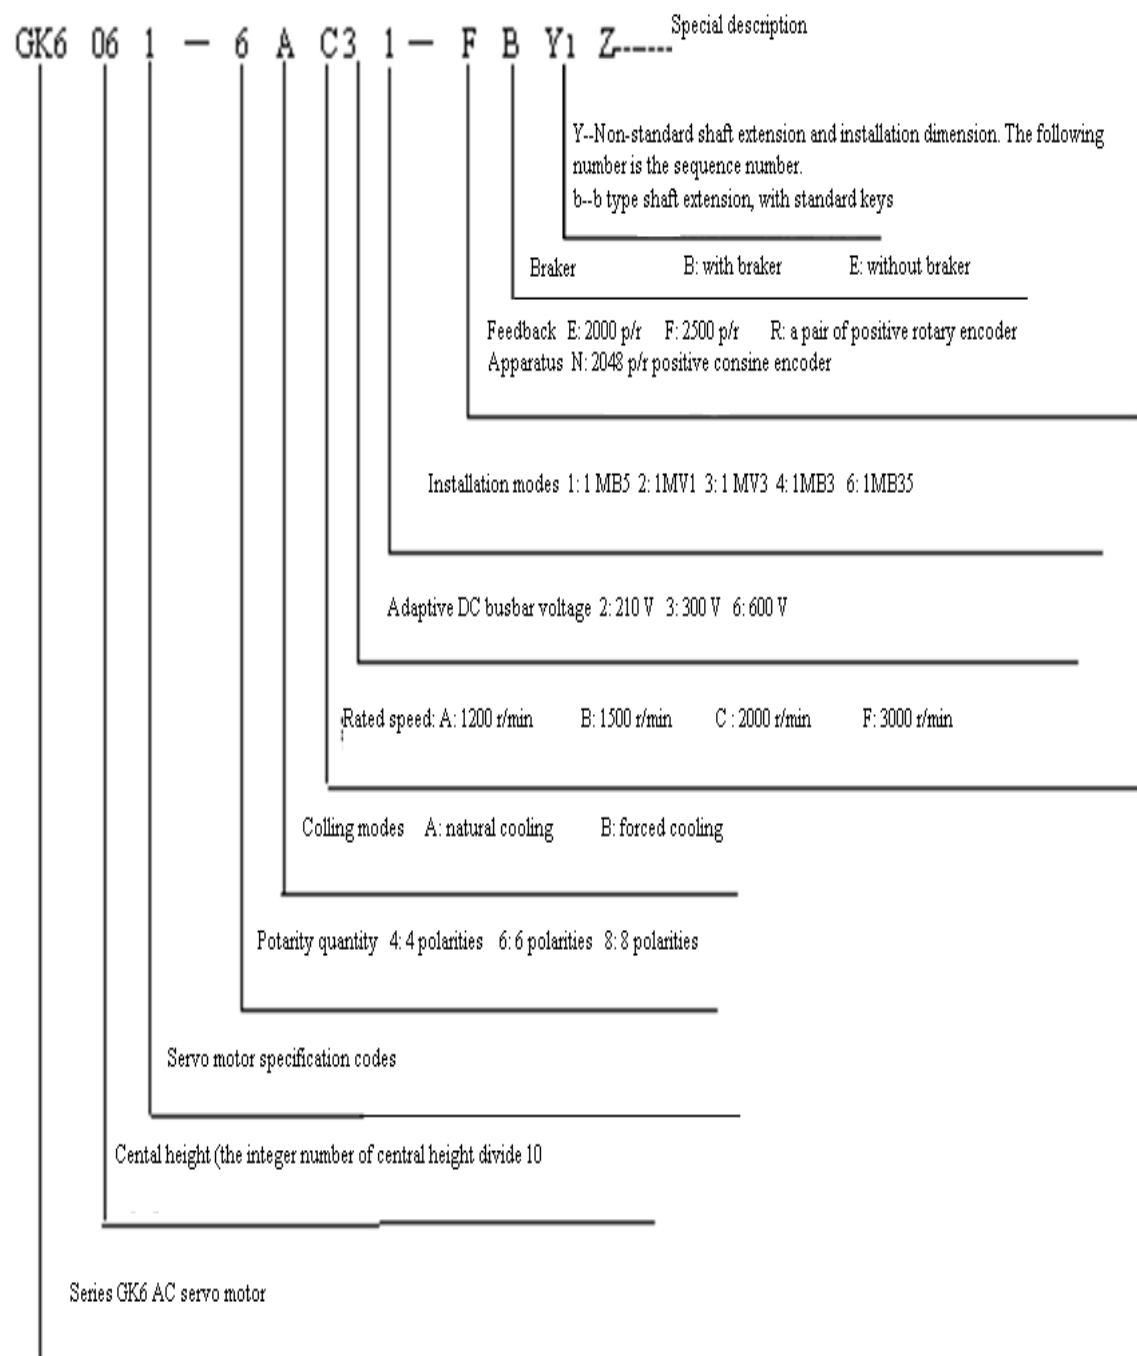 GK6 06 1 — 6 A C3 1 — F B Y1 Z------Special description
Y--Non-standard shaft extension and installation dimension. The following
number is the sequence number.
b--b type shaft extension, with standard keys
Braker B: with braker E: without braker
Feedback E: 2000 p/r F: 2500 p/r R: a pair of positive rotary encoder
Apparatus N: 2048 p/r positive consine encoder
Installation modes 1: 1 MB5 2: 1MV1 3: 1 MV3 4: 1MB3 6: 1MB35
Adaptive DC busbar voltage 2: 210 V 3: 300 V 6: 600 V
Rated speed: A: 1200 r/min B: 1500 r/min C : 2000 r/min F: 3000 r/min
Colling modes A: natural cooling B: forced cooling
Potarity quantity 4: 4 polarities 6: 6 polarities 8: 8 polarities
Servo motor specification codes
Cental height (the integer number of central height divide 10
Series GK6 AC servo motor